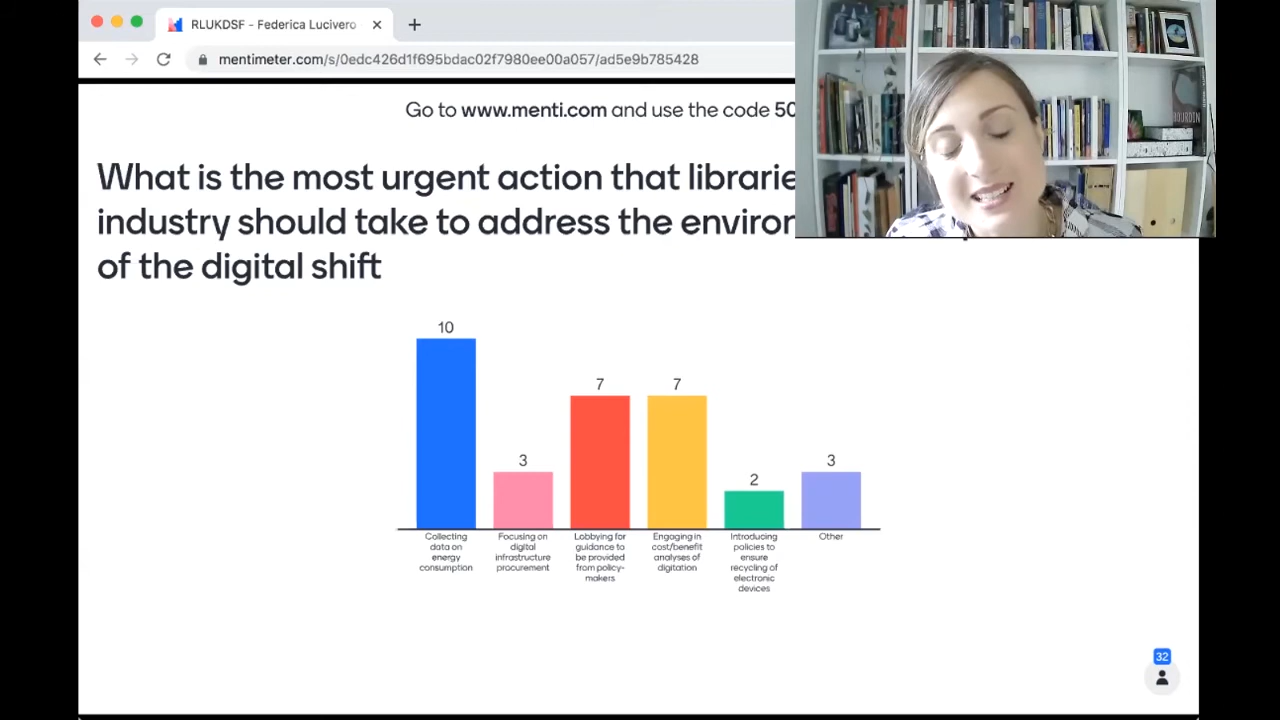 RLUKDSF - Federica Lucivero
mentimeter.com/s/0edc426d1f695bdac02f7980ee00a057/ad5e9b785428
Go to www.menti.com and use the code 50
What is the most urgent action that librarie
industry should take to address the environ
of the digital shift
10
3
7
7
2
3
Collecting
data on
energy
consumption
Focusing on
digital
infrastructure
procurement
Lobbying for
guidance to
be provided
from policy-
makers
Engaging in
cost/benefit
analyses of
digitation
Introducing
policies to
ensure
recycling of
electronic
devices
Other
32
BOURDIN